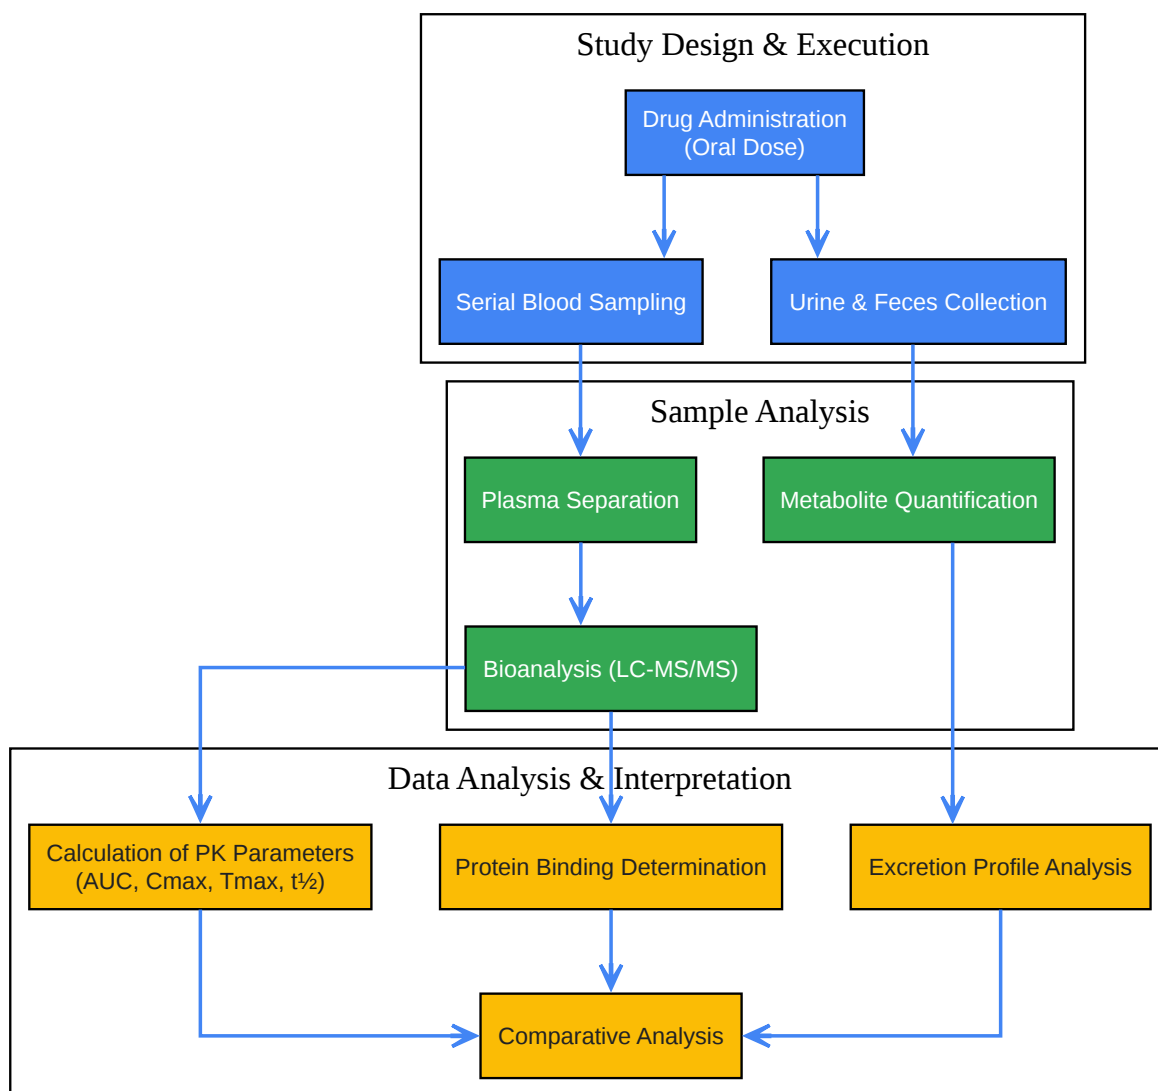 Study Design & Execution
Drug Administration
(Oral Dose)
Serial Blood Sampling
Urine & Feces Collection
Sample Analysis
Plasma Separation
Metabolite Quantification
Bioanalysis (LC-MS/MS)
Data Analysis & Interpretation
Calculation of PK Parameters
(AUC, Cmax, Tmax, t½)
Protein Binding Determination
Excretion Profile Analysis
Comparative Analysis